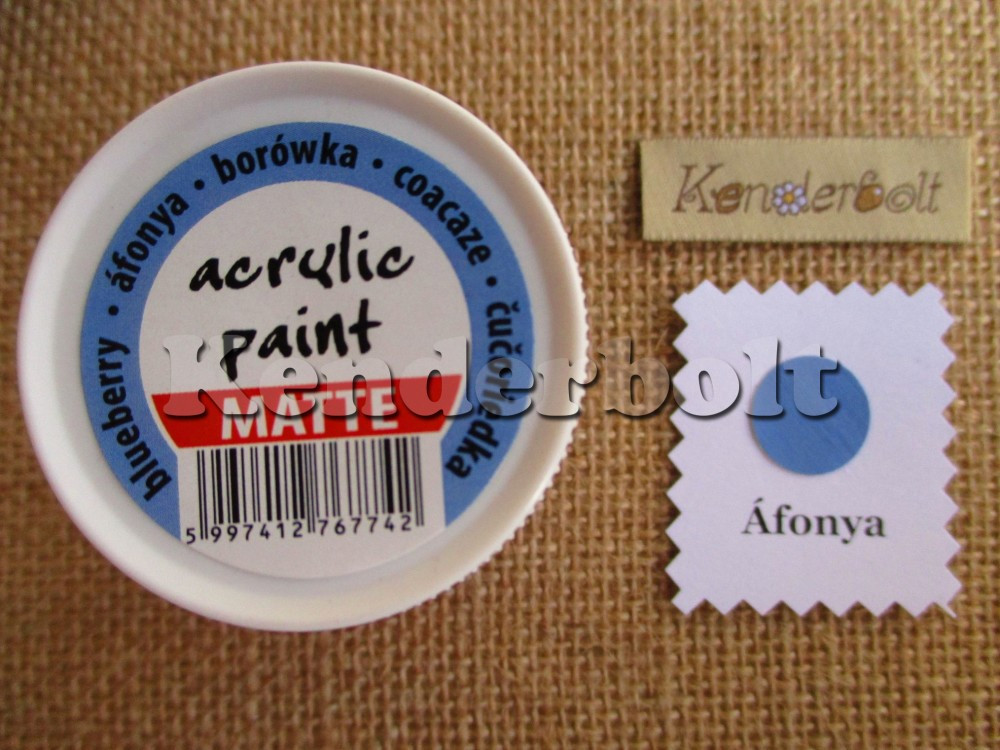 blueberry • áfonya • borówka • coacaze • čučoriedka
acrylic
paint
MATTE
5 997412 767742
Kenderbolt
Áfonya
Kenderbolt